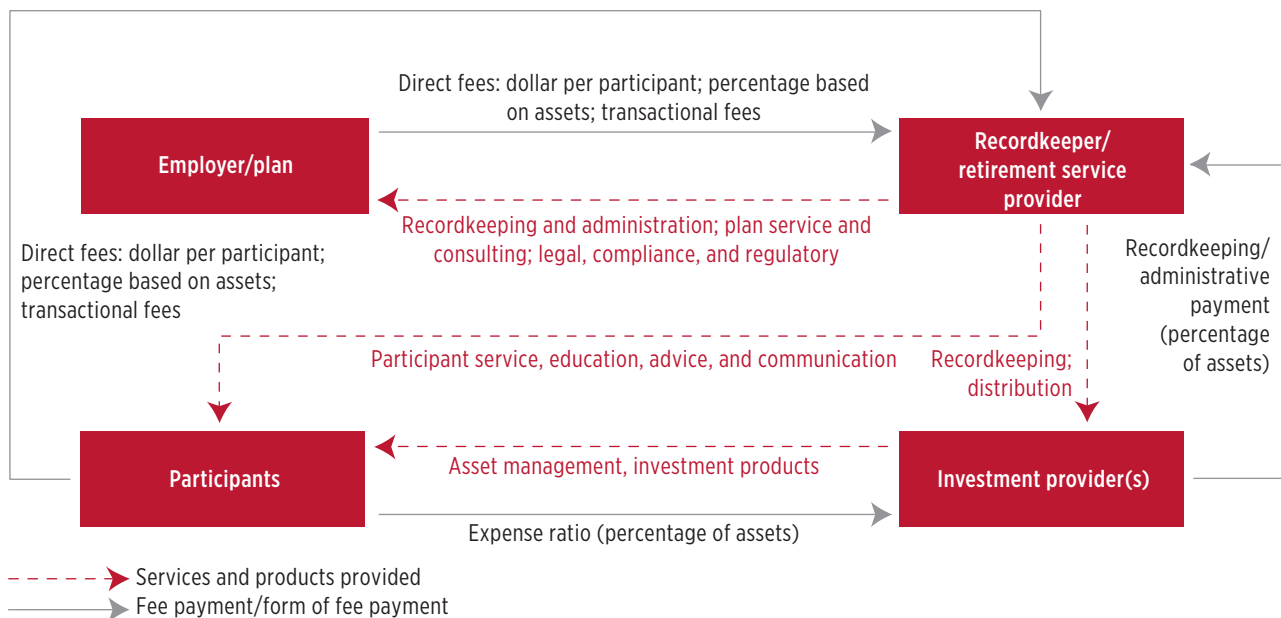 Direct fees: dollar per participant; percentage based
on assets; transactional fees
Employer/plan
Recordkeeper/
retirement service
provider
Recordkeeping and administration; plan service and
consulting; legal, compliance, and regulatory
Direct fees: dollar per participant;
percentage based on assets;
transactional fees
Recordkeeping/
administrative
payment
(percentage
of assets)
Participant service, education, advice, and communication
Recordkeeping;
distribution
Participants
Asset management, investment products
Investment provider(s)
Expense ratio (percentage of assets)
Services and products provided
Fee payment/form of fee payment